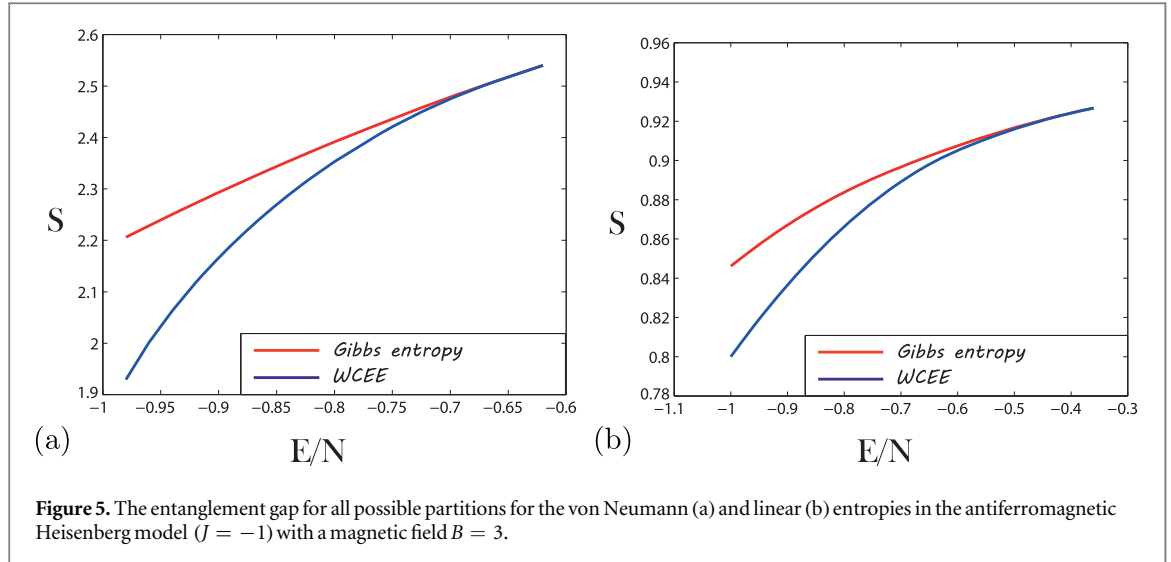 2.6
2.5
2.4
2.3
2.2
2.1
2
1.9
S
−1 −0.95 −0.9 −0.85 −0.8 −0.75 −0.7 −0.65 −0.6
Gibbs entropy
WCEE
(a)
E/N
0.96
0.94
0.92
0.9
0.88
0.86
0.84
0.82
0.8
0.78
S
−1.1 −1 −0.9 −0.8 −0.7 −0.6 −0.5 −0.4 −0.3
Gibbs entropy
WCEE
(b)
E/N
Figure 5. The entanglement gap for all possible partitions for the von Neumann (a) and linear (b) entropies in the antiferromagnetic
Heisenberg model (J = −1) with a magnetic field B = 3.